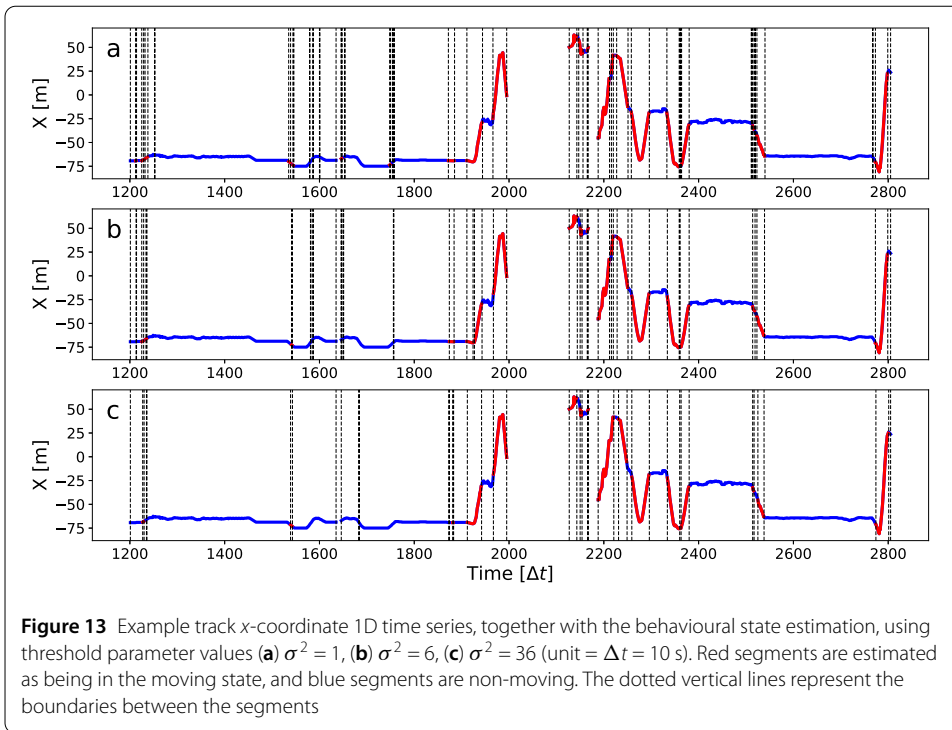 a
50
25
0
−25
−50
−75
X [m]
1200 1400 1600 1800 2000 2200 2400 2600 2800
b
50
25
0
−25
−50
−75
X [m]
1200 1400 1600 1800 2000 2200 2400 2600 2800
c
50
25
0
−25
−50
−75
X [m]
1200 1400 1600 1800 2000 2200 2400 2600 2800
Time [Δt]
Figure 13 Example track x-coordinate 1D time series, together with the behavioural state estimation, using
threshold parameter values (a) σ² = 1, (b) σ² = 6, (c) σ² = 36 (unit = Δt = 10 s). Red segments are estimated
as being in the moving state, and blue segments are non-moving. The dotted vertical lines represent the
boundaries between the segments